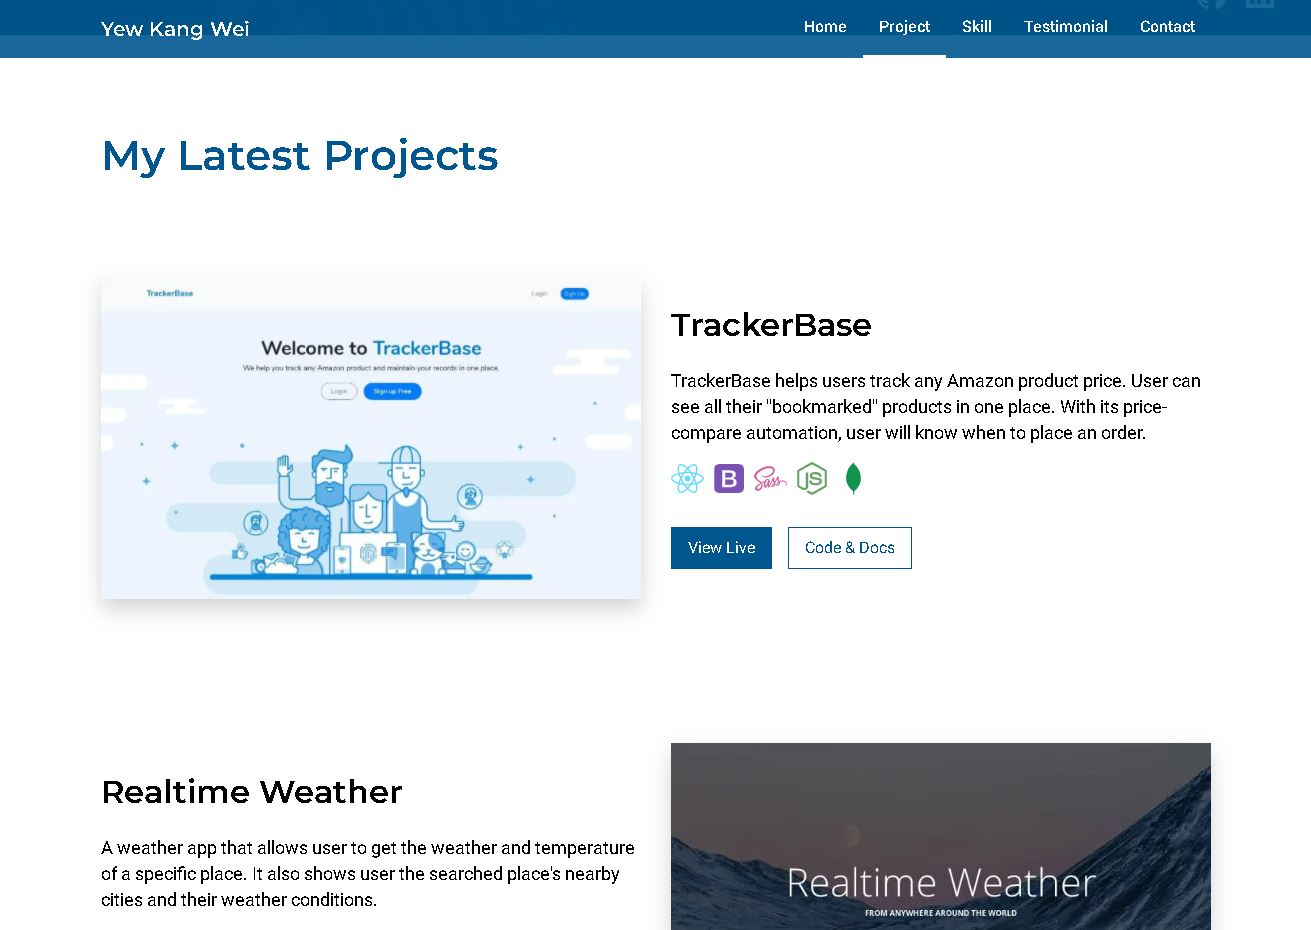 Yew Kang Wei
Home
Project
Skill
Testimonial
Contact
My Latest Projects
TrackerBase
Login
Sign Up
Welcome to TrackerBase
We help you track any Amazon product and maintain your records in one place.
Login
Sign up Free
TrackerBase
TrackerBase helps users track any Amazon product price. User can
see all their "bookmarked" products in one place. With its price-
compare automation, user will know when to place an order.
B
Sass
JS
View Live
Code & Docs
Realtime Weather
A weather app that allows user to get the weather and temperature
of a specific place. It also shows user the searched place's nearby
cities and their weather conditions.
Realtime Weather
FROM ANYWHERE AROUND THE WORLD